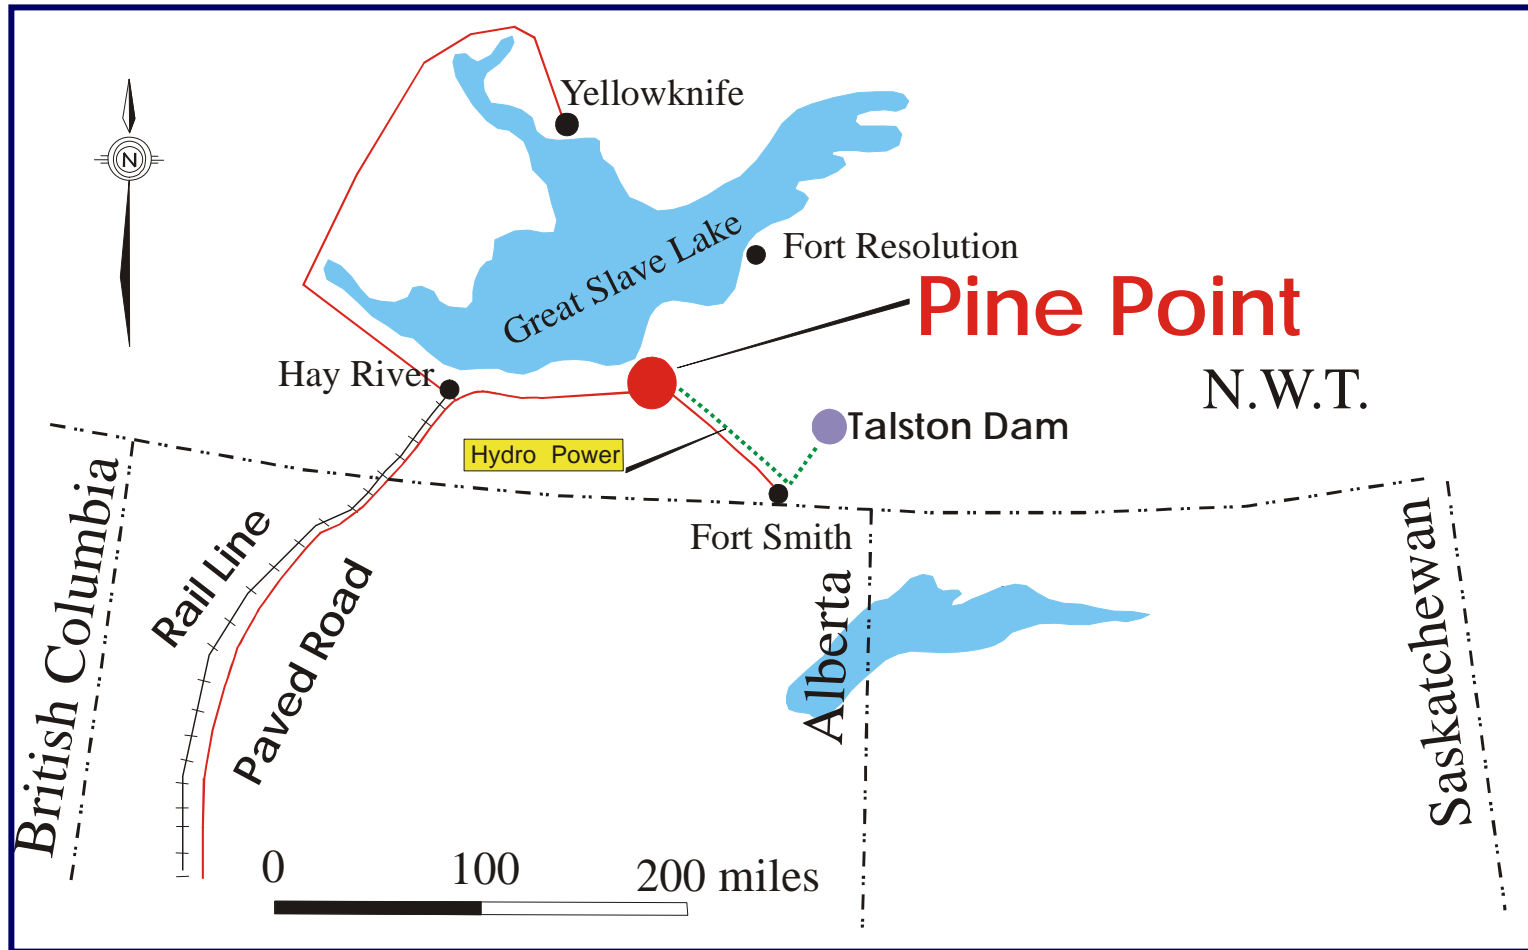 Yellowknife
N
Fort Resolution
Great Slave Lake
Pine Point
Hay River
N.W.T.
Talston Dam
Hydro Power
Fort Smith
British Columbia
Rail Line
Paved Road
Alberta
Saskatchewan
0 100 200 miles